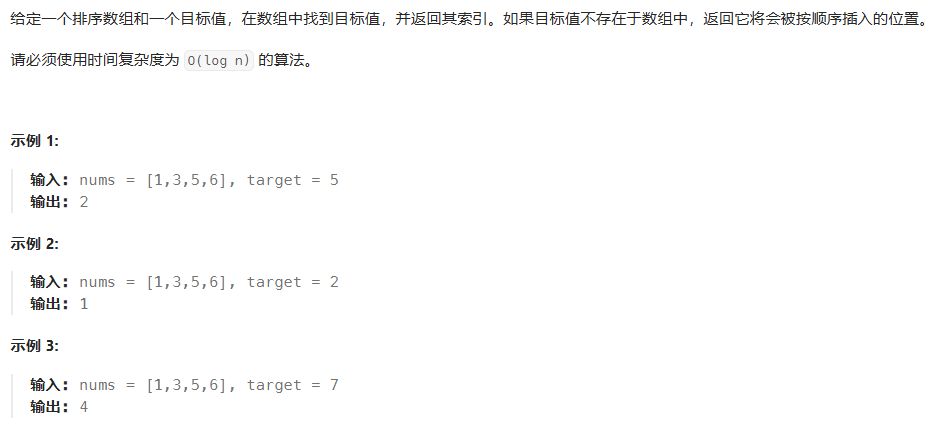 给定一个排序数组和一个目标值，在数组中找到目标值，并返回其索引。如果目标值不存在于数组中，返回它将会被按顺序插入的位置。
请必须使用时间复杂度为 O(log n) 的算法。
示例 1:
输入: nums = [1,3,5,6], target = 5
输出: 2
示例 2:
输入: nums = [1,3,5,6], target = 2
输出: 1
示例 3:
输入: nums = [1,3,5,6], target = 7
输出: 4